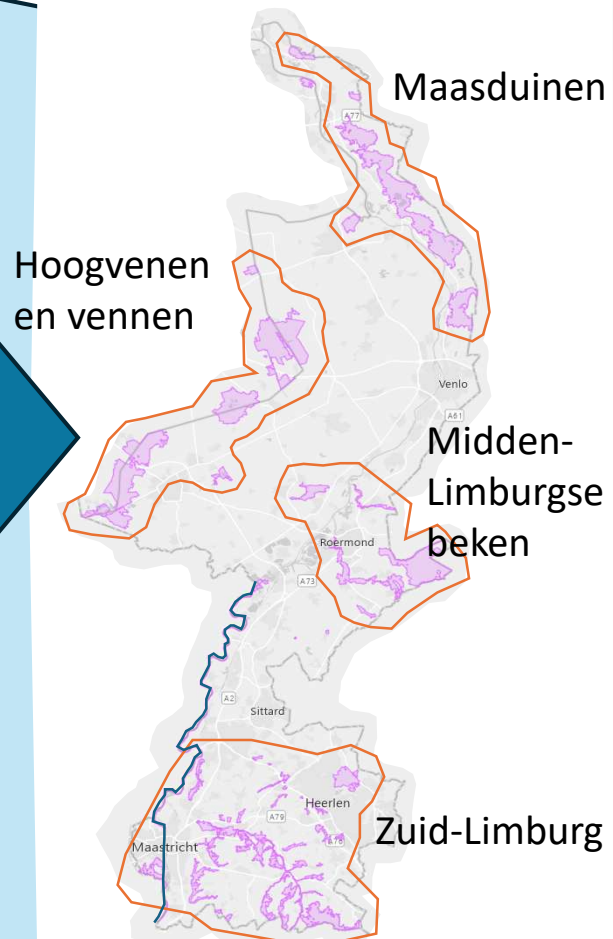 Maasduinen
A77
Hoogvenen
en vennen
Venlo
A61
Midden-
Limburgse
beken
Roermond
A73
A2
Sittard
Heerlen
A79
A76
Maastricht
Zuid-Limburg